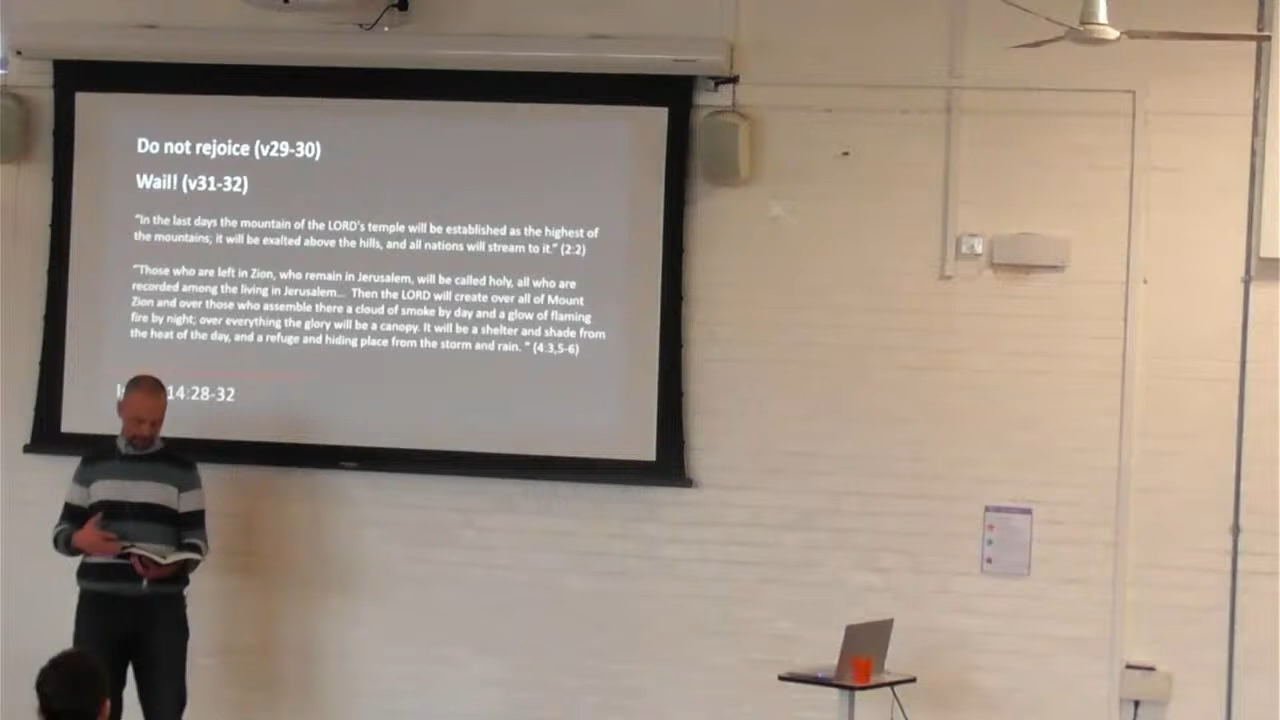 Do not rejoice (v29-30)
Wail! (v31-32)
“In the last days the mountain of the LORD’s temple will be established as the highest of
the mountains; it will be exalted above the hills, and all nations will stream to it.” (2:2)
“Those who are left in Zion, who remain in Jerusalem, will be called holy, all who are
recorded among the living in Jerusalem... Then the LORD will create over all of Mount
Zion and over those who assemble there a cloud of smoke by day and a glow of flaming
fire by night; over everything the glory will be a canopy. It will be a shelter and shade from
the heat of the day, and a refuge and hiding place from the storm and rain. ” (4:3,5-6)
14:28-32